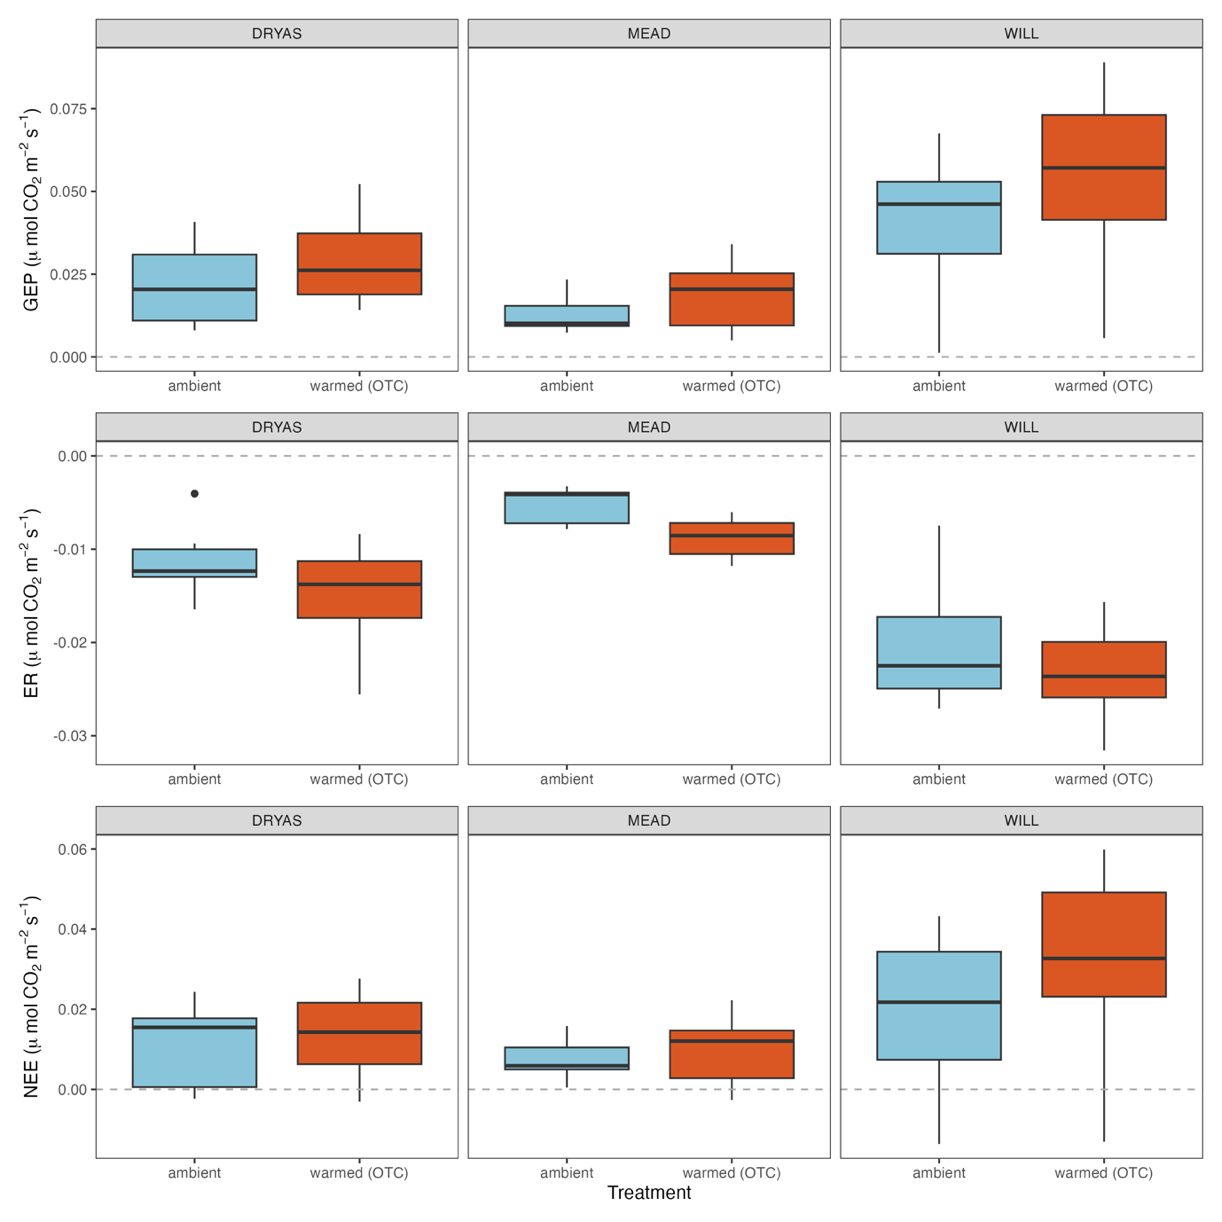 DRYAS MEAD WILL
GEP (μ mol CO₂ m⁻² s⁻¹)
0.075
0.050
0.025
0.000
ambient warmed (OTC) ambient warmed (OTC) ambient warmed (OTC)
DRYAS MEAD WILL
ER (μ mol CO₂ m⁻² s⁻¹)
0.00
-0.01
-0.02
-0.03
ambient warmed (OTC) ambient warmed (OTC) ambient warmed (OTC)
DRYAS MEAD WILL
NEE (μ mol CO₂ m⁻² s⁻¹)
0.06
0.04
0.02
0.00
ambient warmed (OTC) ambient warmed (OTC) ambient warmed (OTC)
Treatment